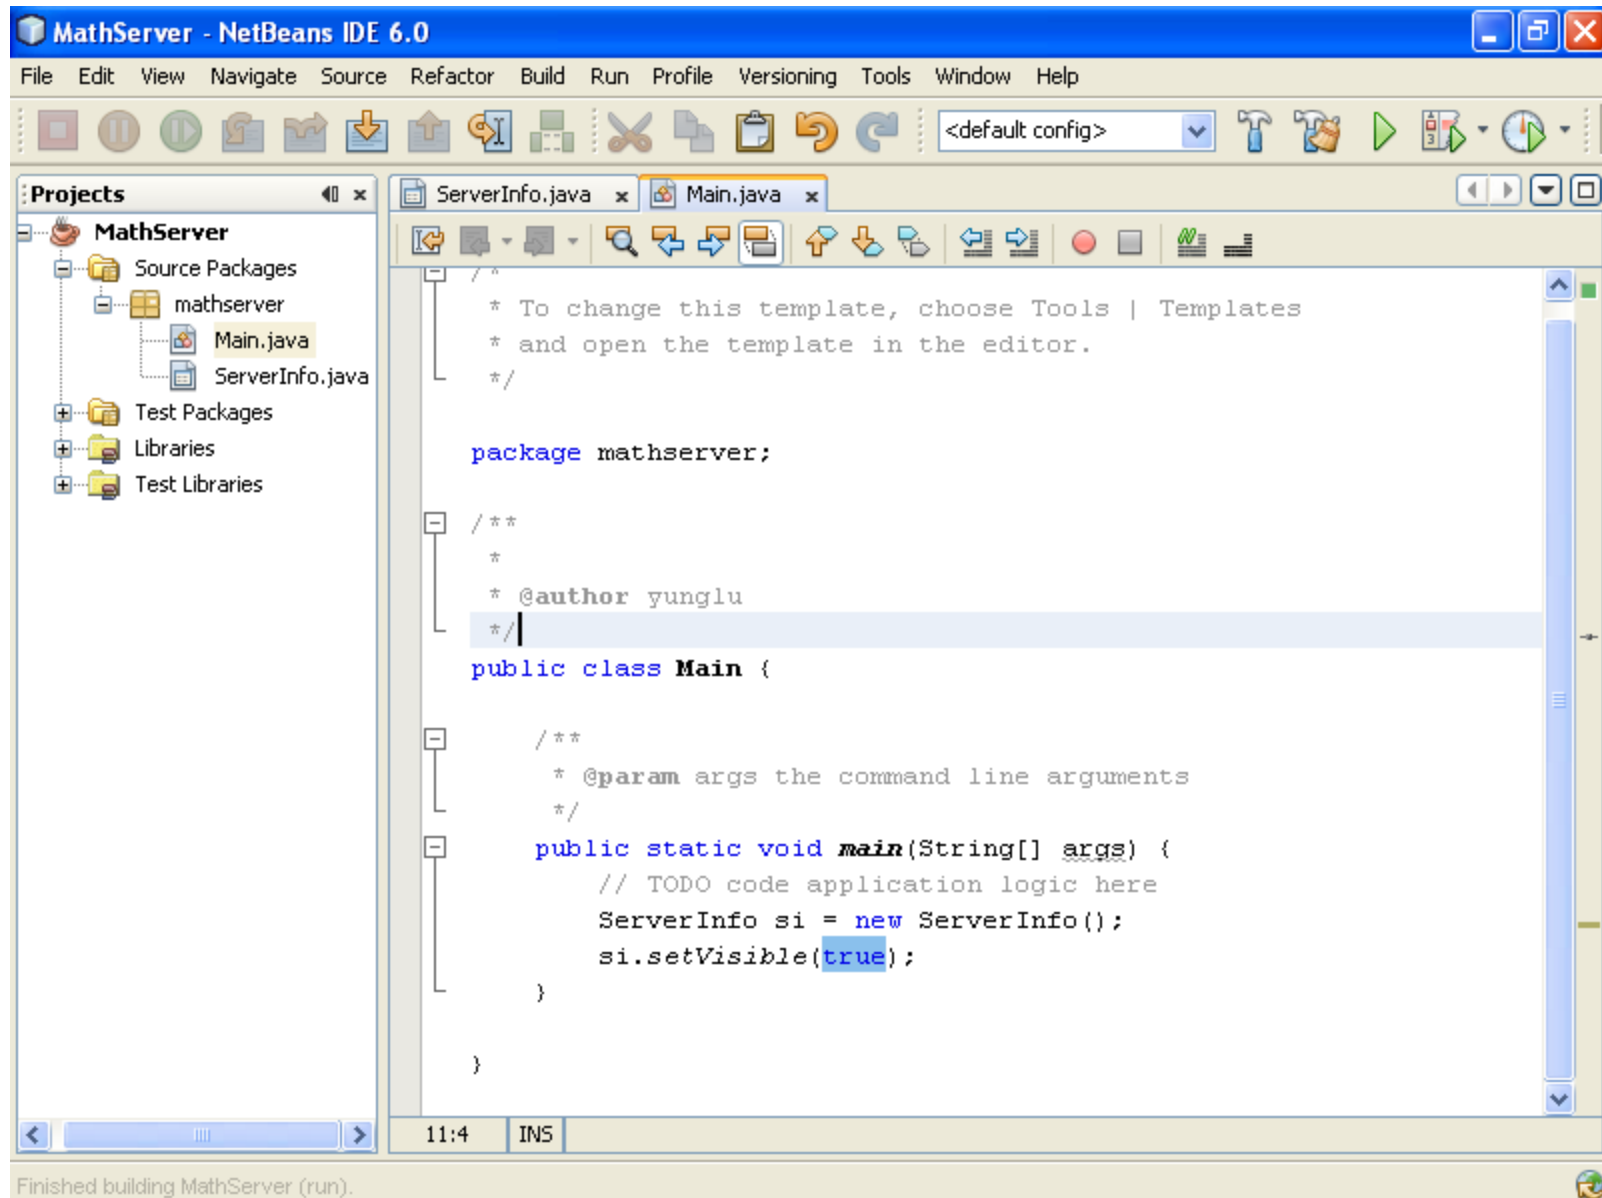 MathServer - NetBeans IDE 6.0
File Edit View Navigate Source Refactor Build Run Profile Versioning Tools Window Help
<default config>
Projects
MathServer
Source Packages
mathserver
Main.java
ServerInfo.java
Test Packages
Libraries
Test Libraries
ServerInfo.java x Main.java x
/*
* To change this template, choose Tools | Templates
* and open the template in the editor.
*/
package mathserver;
/**
*
* @author yunglu
*/
public class Main {
/**
* @param args the command line arguments
*/
public static void main(String[] args) {
// TODO code application logic here
ServerInfo si = new ServerInfo();
si.setVisible(true);
}
}
11:4 INS
Finished building MathServer (run).